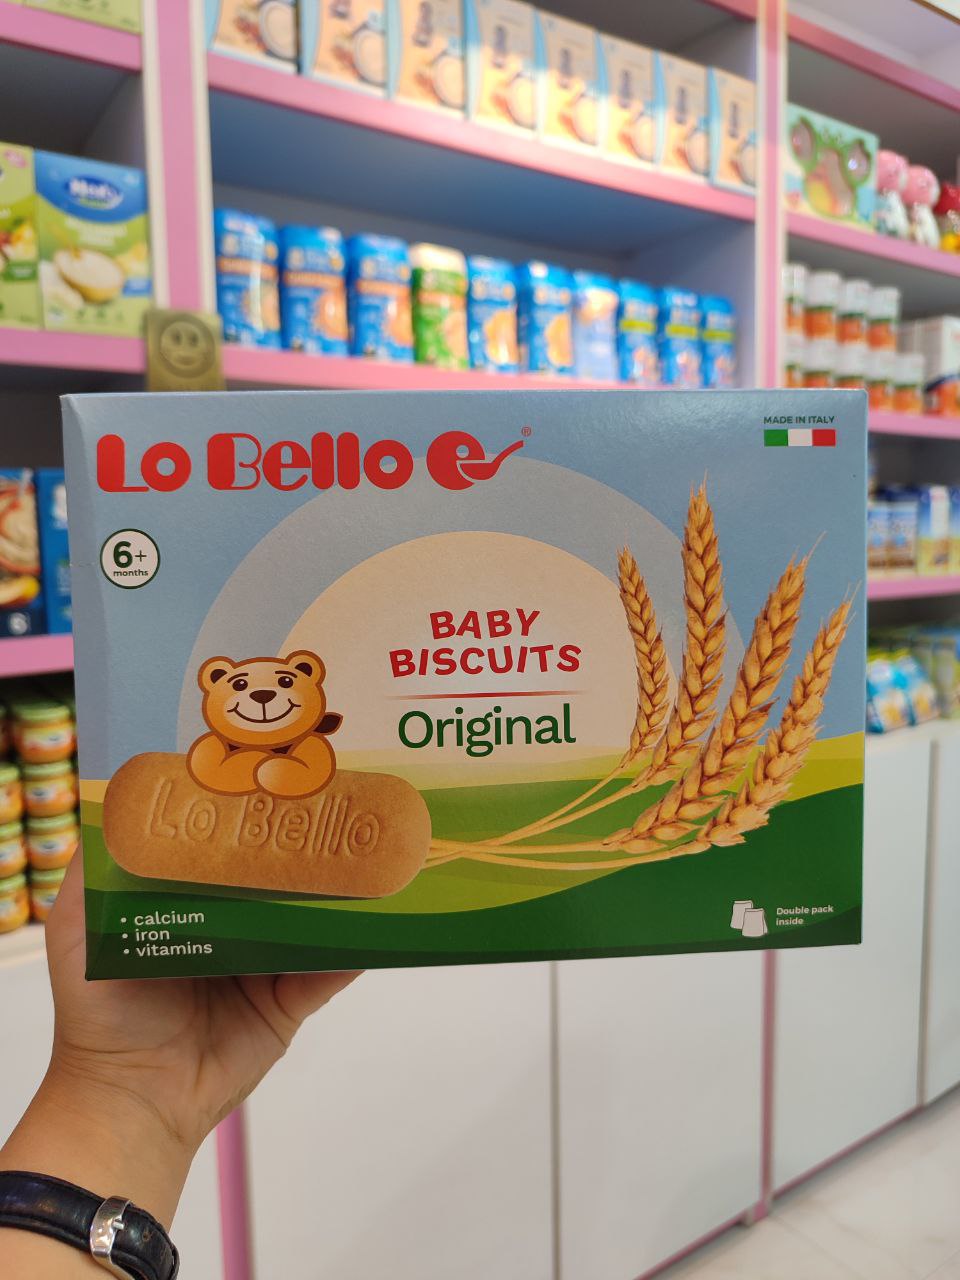 Lo Bello e®
MADE IN ITALY
6+
months
BABY
BISCUITS
Original
Lo Bello
• calcium
• iron
• vitamins
Double pack
inside